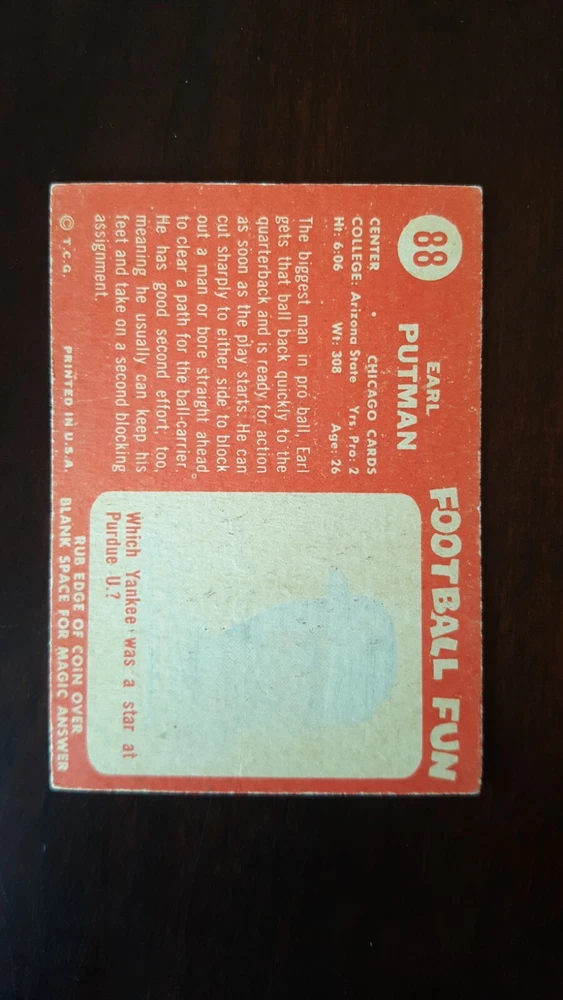 88
EARL
PUTMAN
CENTER • CHICAGO CARDS
COLLEGE: Arizona State Yrs. Pro: 2
Ht: 6:06 Wt: 308 Age: 26
The biggest man in pro ball, Earl
gets that ball back quickly to the
quarterback and is ready for action
as soon as the play starts. He can
cut sharply to either side to block
out a man or bore straight ahead
to clear a path for the ball-carrier.
He has good second effort, too,
meaning he usually can keep his
feet and take on a second blocking
assignment.
© T.C.G. PRINTED IN U.S.A.
FOOTBALL FUN
Which Yankee was a star at
Purdue U.?
RUB EDGE OF COIN OVER
BLANK SPACE FOR MAGIC ANSWER